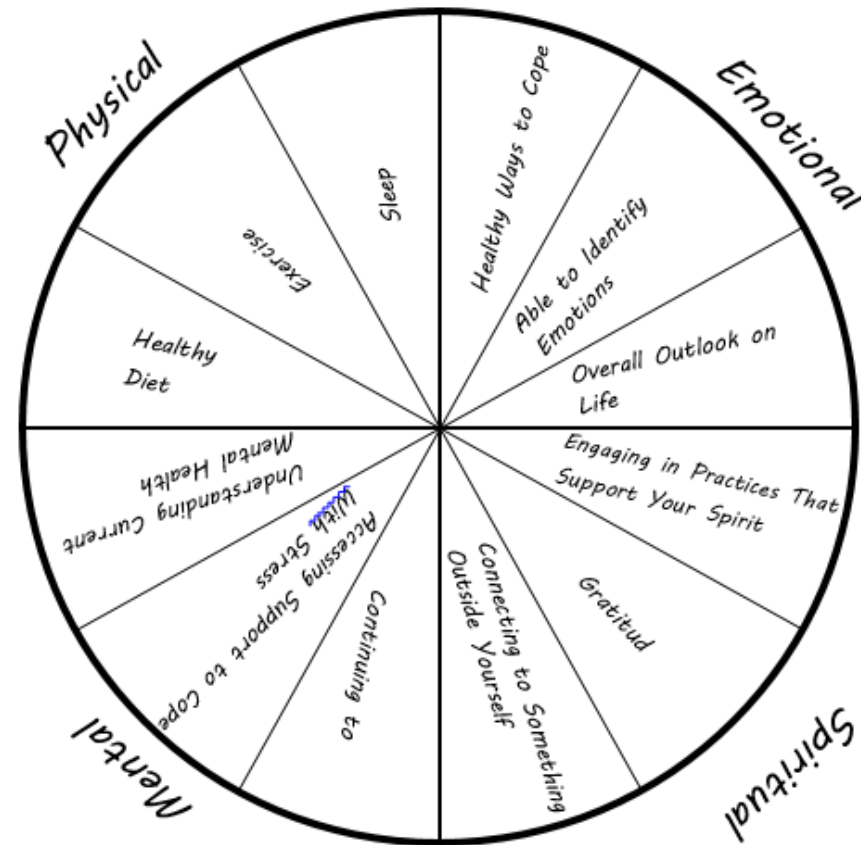 Physical
Emotional
Sleep
Exercise
Healthy
Diet
Healthy Ways to Cope
Able to Identify
Emotions
Overall Outlook on
Life
Engaging in Practices That
Support Your Spirit
Gratitud
Connecting to Something
Outside Yourself
Spiritual
Continuing to
Accessing Support to Cope
With Stress
Understanding Current
Mental Health
Mental